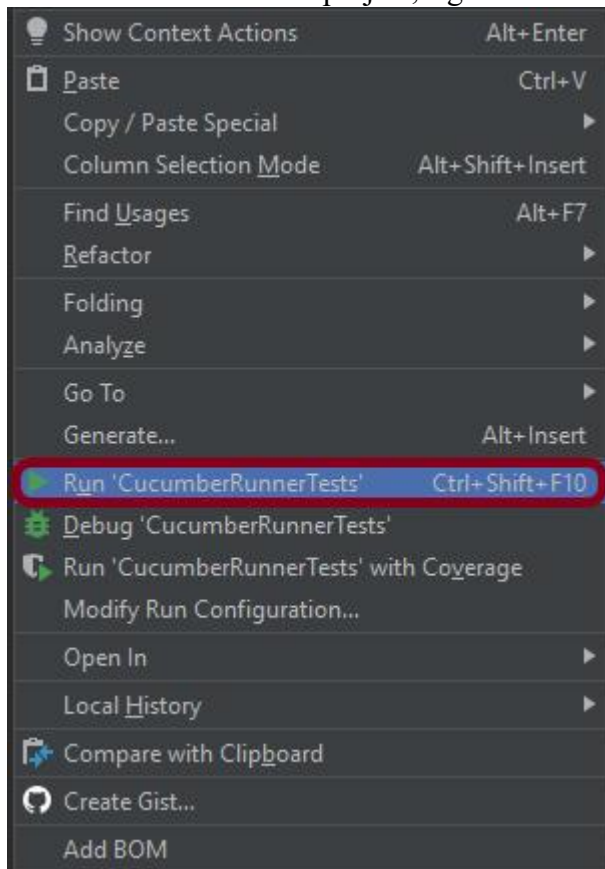 Show Context Actions Alt+Enter
Paste Ctrl+V
Copy / Paste Special
Column Selection Mode Alt+Shift+Insert
Find Usages Alt+F7
Refactor
Folding
Analyze
Go To
Generate... Alt+Insert
Run 'CucumberRunnerTests' Ctrl+Shift+F10
Debug 'CucumberRunnerTests'
Run 'CucumberRunnerTests' with Coverage
Modify Run Configuration...
Open In
Local History
Compare with Clipboard
Create Gist...
Add BOM